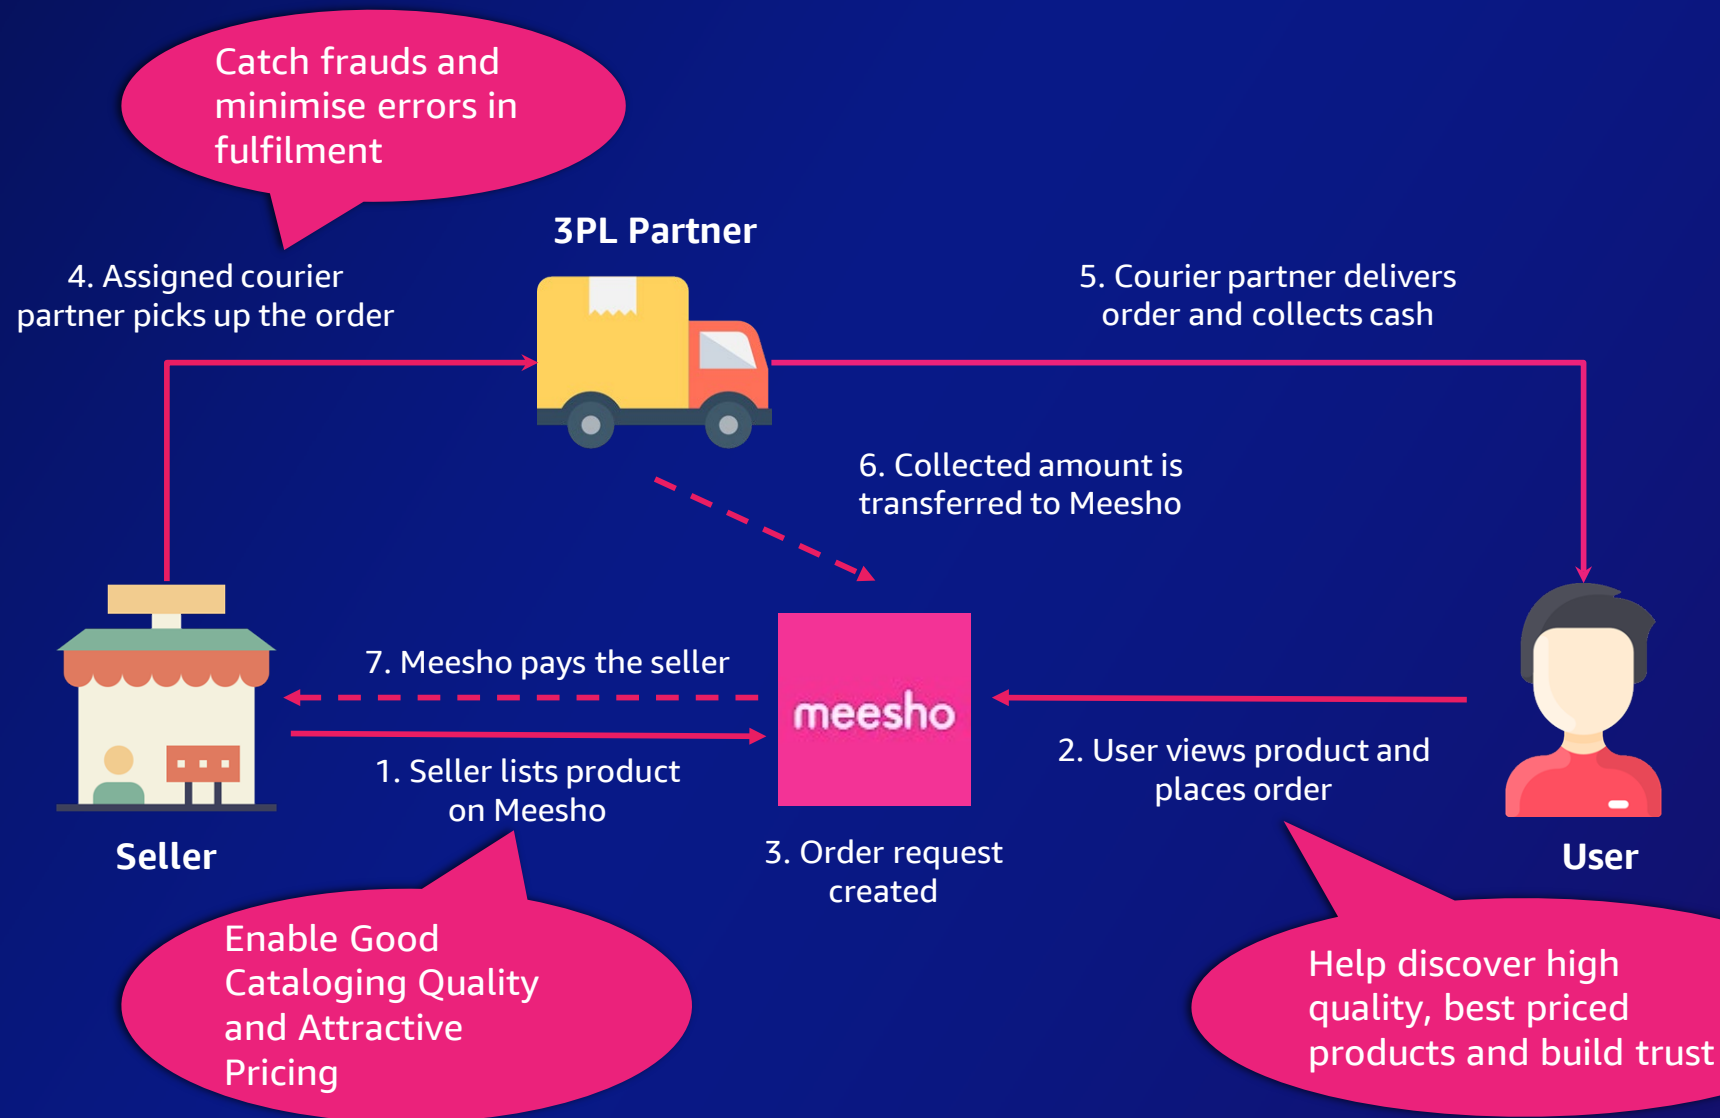 Catch frauds and
minimise errors in
fulfilment
3PL Partner
4. Assigned courier
partner picks up the order
5. Courier partner delivers
order and collects cash
6. Collected amount is
transferred to Meesho
7. Meesho pays the seller
meesho
1. Seller lists product
on Meesho
2. User views product and
places order
Seller
3. Order request
created
User
Enable Good
Cataloging Quality
and Attractive
Pricing
Help discover high
quality, best priced
products and build trust